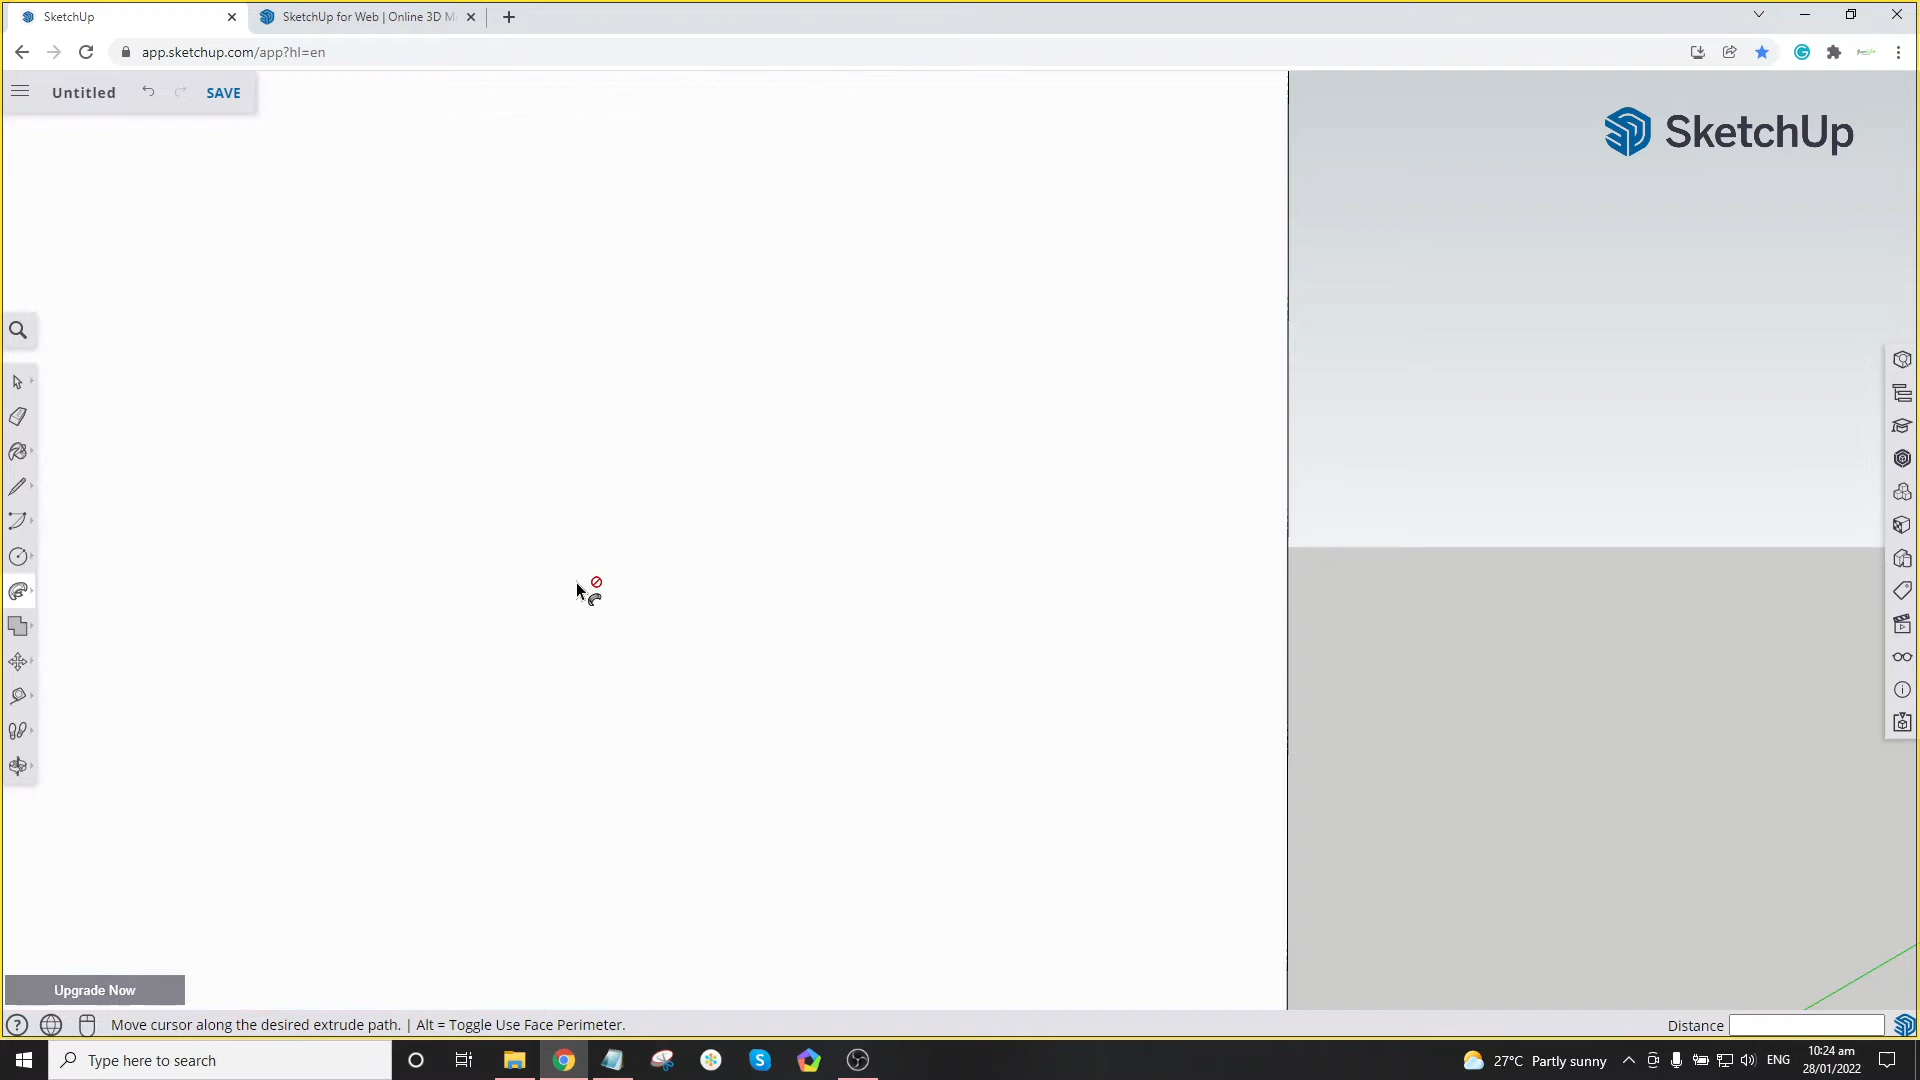 SketchUp
SketchUp for Web | Online 3D M
app.sketchup.com/app?hl=en
Untitled
SAVE
SketchUp
Upgrade Now
Move cursor along the desired extrude path. | Alt = Toggle Use Face Perimeter.
Distance
Type here to search
27°C Partly sunny
ENG
10:24 am
28/01/2022